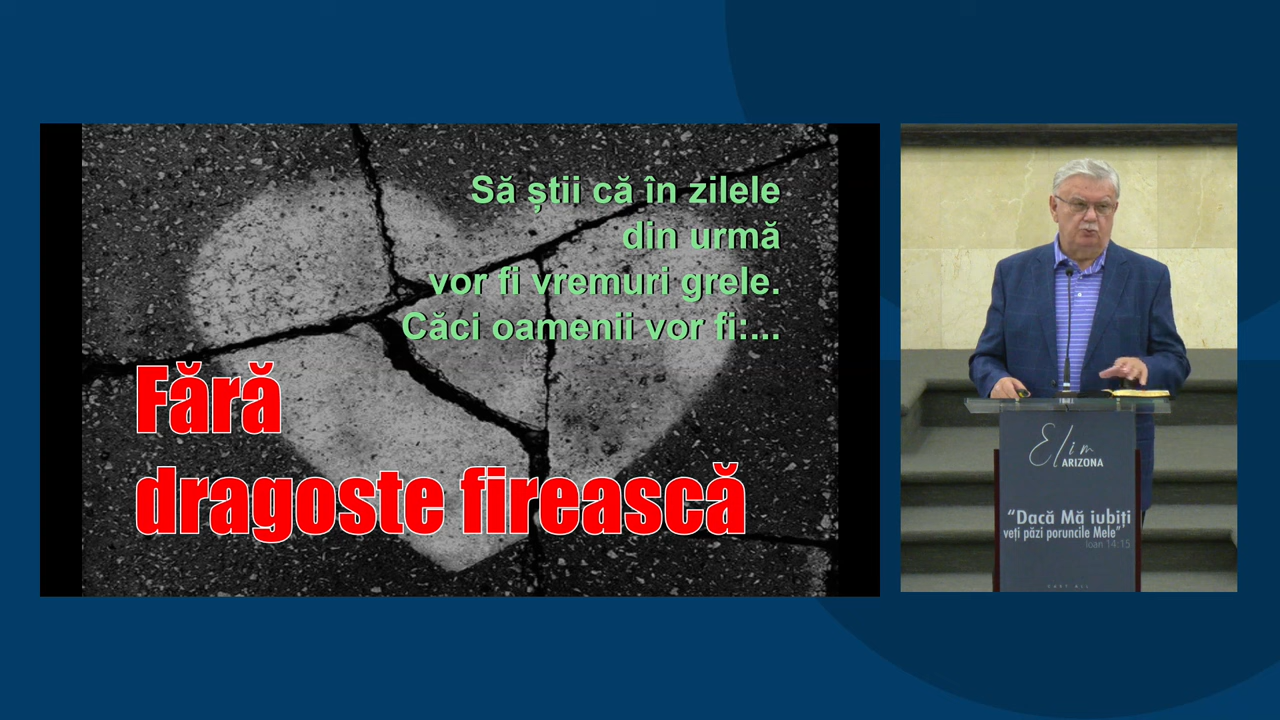 Să știi că în zilele
din urmă
vor fi vremuri grele.
Căci oamenii vor fi:...
Fără
dragoste firească
Elim
ARIZONA
“Dacă Mă iubiți
veți păzi poruncile Mele”
Ioan 14:15